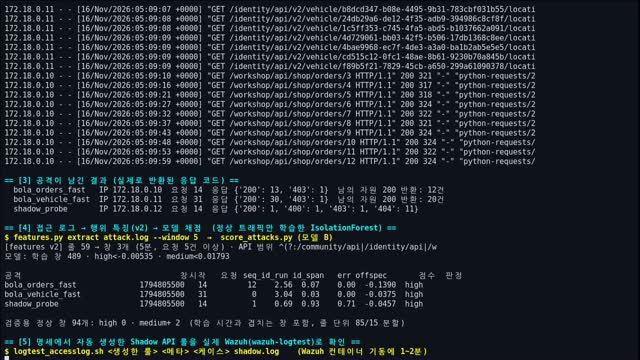 172.18.0.11 - - [16/Nov/2026:05:09:07 +0000] "GET /identity/api/v2/vehicle/b8dcd347-b08e-4495-9b31-783cbf031b55/locati
172.18.0.11 - - [16/Nov/2026:05:09:07 +0000] "GET /identity/api/v2/vehicle/24db29a6-de12-4f35-adb9-394986c8cf8f/locati
172.18.0.11 - - [16/Nov/2026:05:09:08 +0000] "GET /identity/api/v2/vehicle/1c5ff353-c745-4fa5-abd5-b1037662a091/locati
172.18.0.11 - - [16/Nov/2026:05:09:08 +0000] "GET /identity/api/v2/vehicle/4d729061-bb03-42f5-b506-17db1368c8ee/locati
172.18.0.11 - - [16/Nov/2026:05:09:08 +0000] "GET /identity/api/v2/vehicle/4bae9968-ec7f-4de3-a3a0-ba1b2ab5e5e5/locati
172.18.0.11 - - [16/Nov/2026:05:09:09 +0000] "GET /identity/api/v2/vehicle/cd515c12-0fc1-48ae-8b61-9230b70a845b/locati
172.18.0.11 - - [16/Nov/2026:05:09:09 +0000] "GET /identity/api/v2/vehicle/f89b5f21-7829-45cb-a650-299a61090378/locati
172.18.0.10 - - [16/Nov/2026:05:09:10 +0000] "GET /workshop/api/shop/orders/3 HTTP/1.1" 200 321 "-" "python-requests/2
172.18.0.10 - - [16/Nov/2026:05:09:16 +0000] "GET /workshop/api/shop/orders/4 HTTP/1.1" 200 317 "-" "python-requests/2
172.18.0.10 - - [16/Nov/2026:05:09:21 +0000] "GET /workshop/api/shop/orders/5 HTTP/1.1" 200 318 "-" "python-requests/2
172.18.0.10 - - [16/Nov/2026:05:09:27 +0000] "GET /workshop/api/shop/orders/6 HTTP/1.1" 200 324 "-" "python-requests/2
172.18.0.10 - - [16/Nov/2026:05:09:32 +0000] "GET /workshop/api/shop/orders/7 HTTP/1.1" 200 322 "-" "python-requests/2
172.18.0.10 - - [16/Nov/2026:05:09:37 +0000] "GET /workshop/api/shop/orders/8 HTTP/1.1" 200 321 "-" "python-requests/2
172.18.0.10 - - [16/Nov/2026:05:09:43 +0000] "GET /workshop/api/shop/orders/9 HTTP/1.1" 200 324 "-" "python-requests/2
172.18.0.10 - - [16/Nov/2026:05:09:48 +0000] "GET /workshop/api/shop/orders/10 HTTP/1.1" 200 324 "-" "python-requests/
172.18.0.10 - - [16/Nov/2026:05:09:53 +0000] "GET /workshop/api/shop/orders/11 HTTP/1.1" 200 322 "-" "python-requests/
172.18.0.10 - - [16/Nov/2026:05:09:59 +0000] "GET /workshop/api/shop/orders/12 HTTP/1.1" 200 324 "-" "python-requests/
== [3] 공격이 남긴 결과 (실제로 반환된 응답 코드) ==
bola_orders_fast IP 172.18.0.10 요청 14 응답 {'200': 13, '403': 1} 남의 자원 200 반환: 12건
bola_vehicle_fast IP 172.18.0.11 요청 31 응답 {'200': 30, '403': 1} 남의 자원 200 반환: 20건
shadow_probe IP 172.18.0.12 요청 14 응답 {'200': 1, '400': 1, '403': 1, '404': 11}
== [4] 접근 로그 → 행위 특징(v2) → 모델 채점 (정상 트래픽만 학습한 IsolationForest) ==
$ features.py extract attack.log --window 5 → score_attacks.py (모델 B)
[features v2] 줄 59 → 창 3개 (5분, 요청 5건 이상) · API 범위 ^(?:/community/api|/identity/api|/w
모델: 학습 창 489 · high<-0.00535 · medium<0.01793
공격 창시작 요청 seq_id_run id_span err offspec 점수 판정
bola_orders_fast 1794805500 14 12 2.56 0.07 0.00 -0.1390 high
bola_vehicle_fast 1794805500 31 0 3.04 0.03 0.00 -0.0375 high
shadow_probe 1794805500 14 1 0.69 0.93 0.71 -0.0457 high
검증용 정상 창 94개: high 0 · medium+ 2 (학습 시간과 겹치는 창 포함, 줄 단위 85/15 분할)
== [5] 명세에서 자동 생성한 Shadow API 룰을 실제 Wazuh(wazuh-logtest)로 확인 ==
$ logtest_accesslog.sh <생성한 룰> <메타> <케이스> shadow.log (Wazuh 컨테이너 기동에 1~2분)